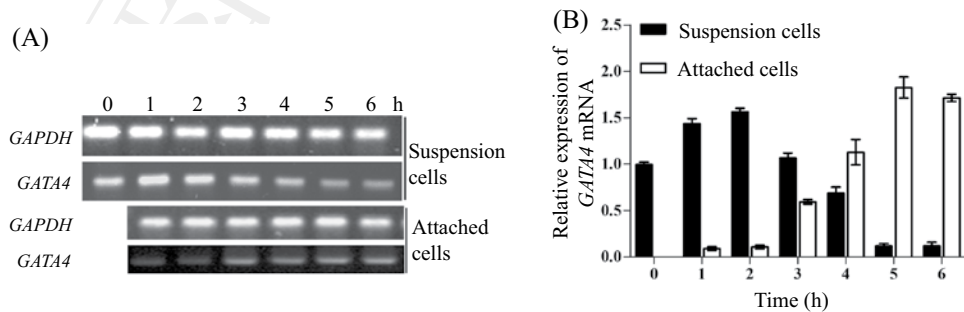 (A)
0 1 2 3 4 5 6 h
GAPDH
GATA4
Suspension
cells
GAPDH
GATA4
Attached
cells
(B)
Relative expression of
GATA4 mRNA
2.5
2.0
1.5
1.0
0.5
0.0
Suspension cells
Attached cells
0 1 2 3 4 5 6
Time (h)